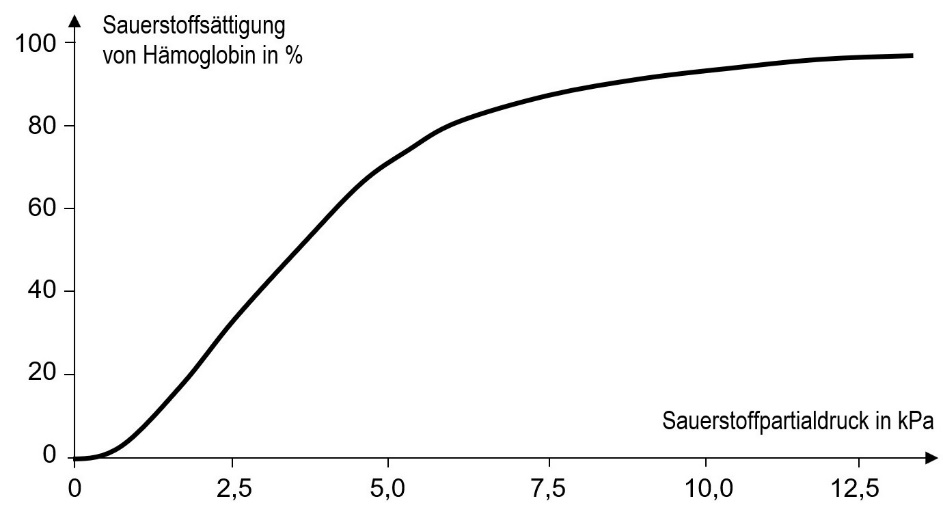 Sauerstoffsättigung
von Hämoglobin in %
100
80
60
40
20
0
Sauerstoffpartialdruck in kPa
0 2,5 5,0 7,5 10,0 12,5